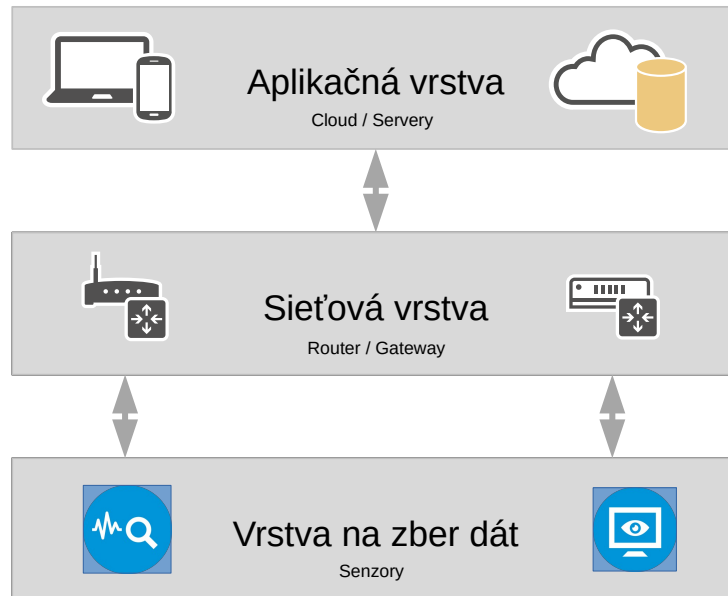 Aplikačná vrstva
Cloud / Servery
Sieťová vrstva
Router / Gateway
Vrstva na zber dát
Senzory